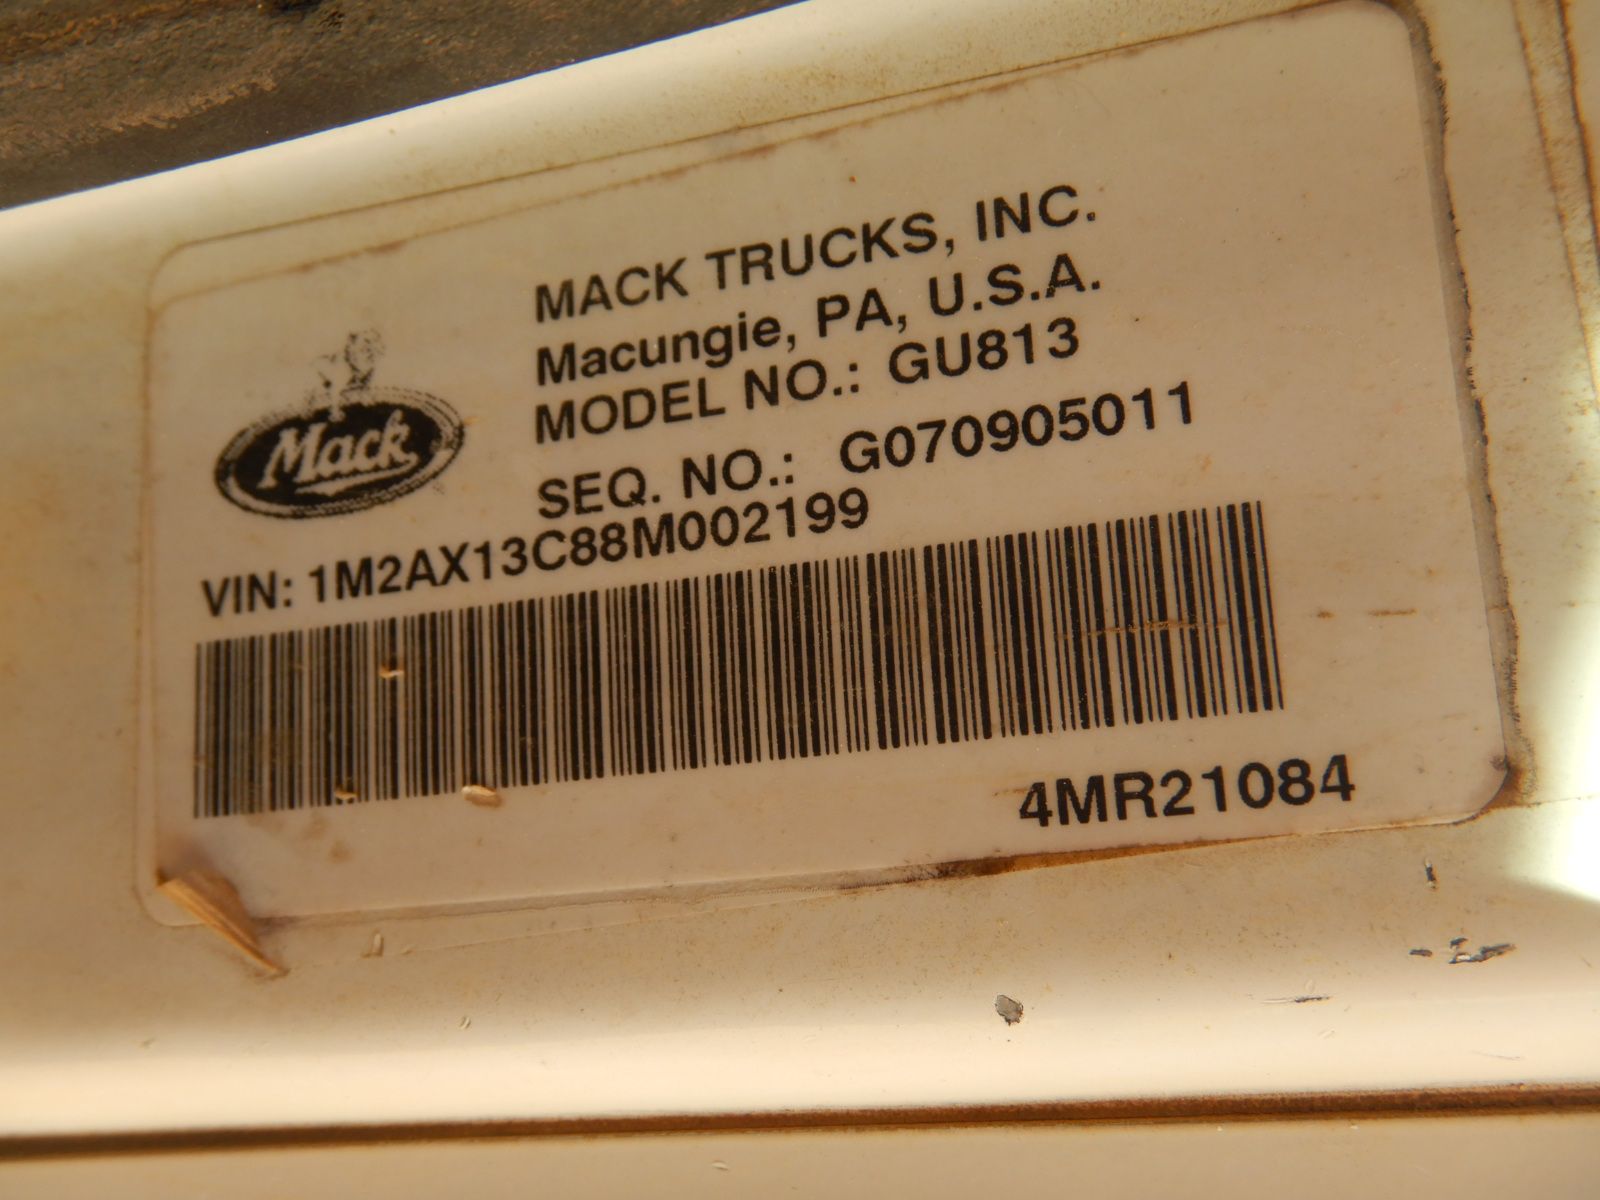 MACK TRUCKS, INC.
Macungie, PA, U.S.A.
MODEL NO.: GU813
SEQ. NO.: G070905011
Mack
VIN: 1M2AX13C88M002199
4MR21084